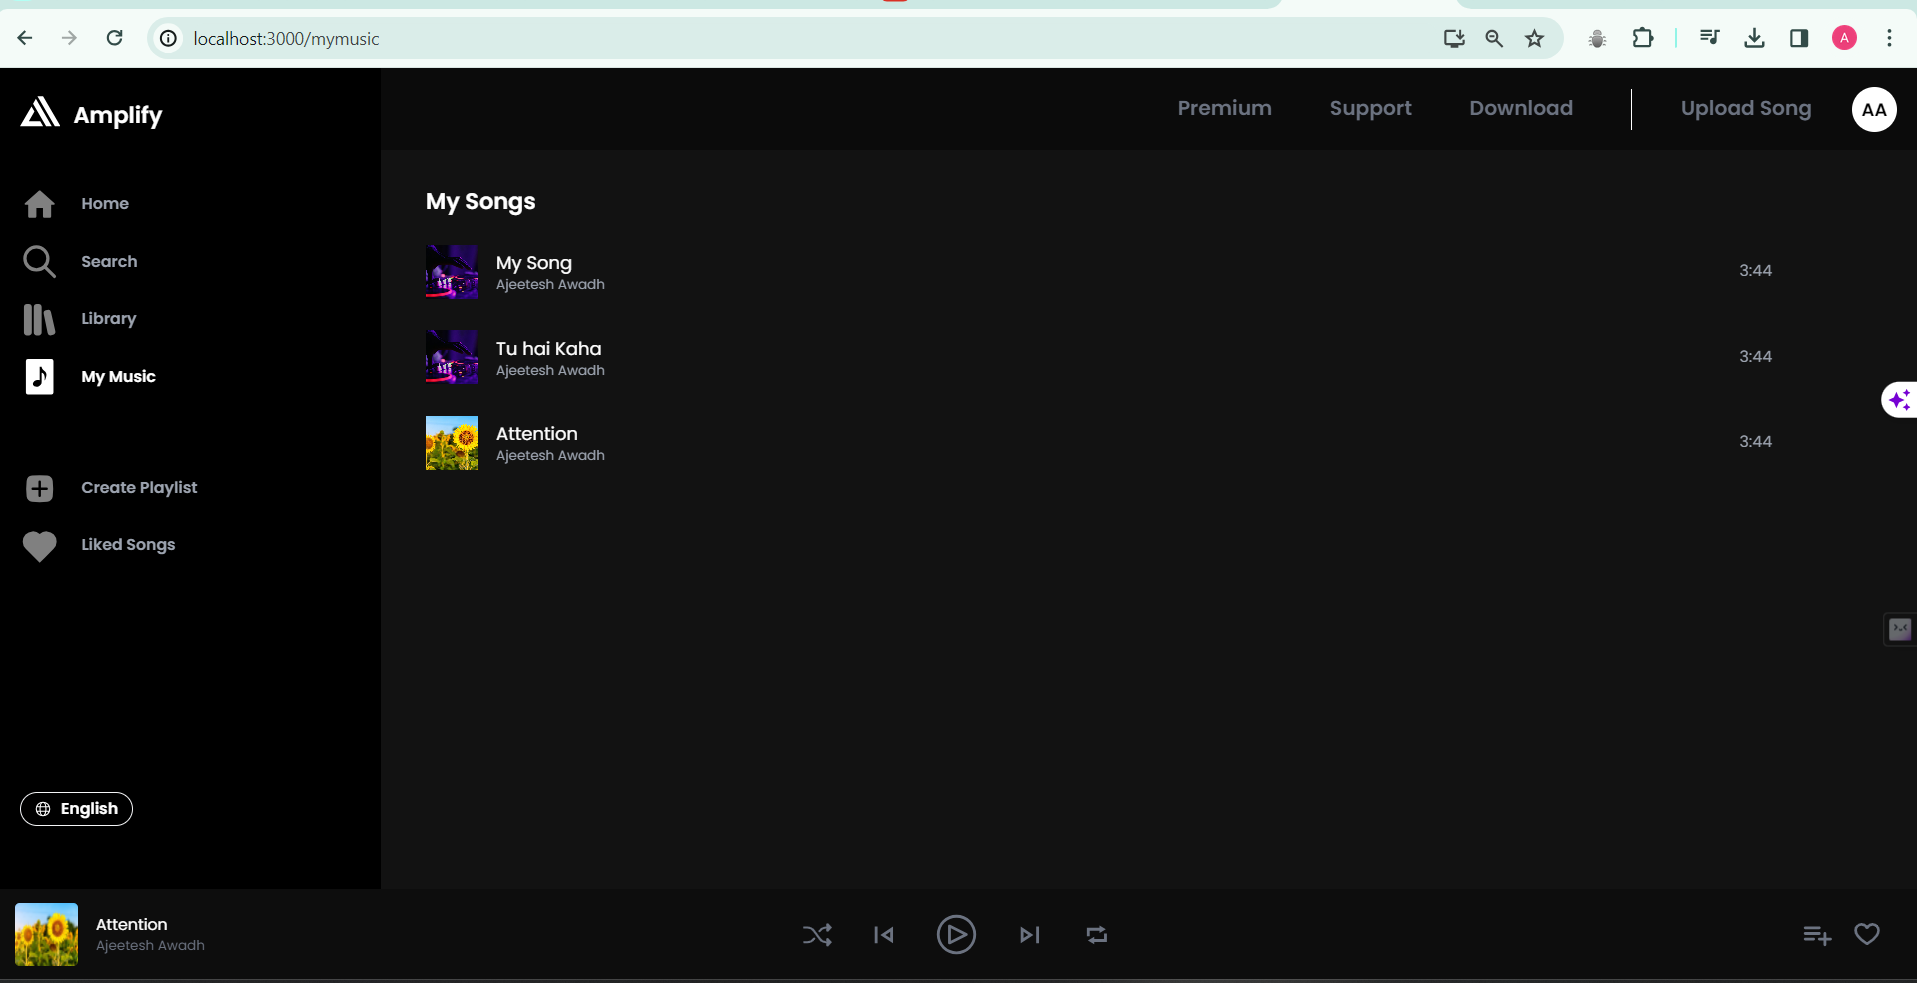 localhost:3000/mymusic
A
Amplify
Premium
Support
Download
Upload Song
AA
Home
Search
Library
My Music
Create Playlist
Liked Songs
English
My Songs
My Song
Ajeetesh Awadh
3:44
Tu hai Kaha
Ajeetesh Awadh
3:44
Attention
Ajeetesh Awadh
3:44
Attention
Ajeetesh Awadh